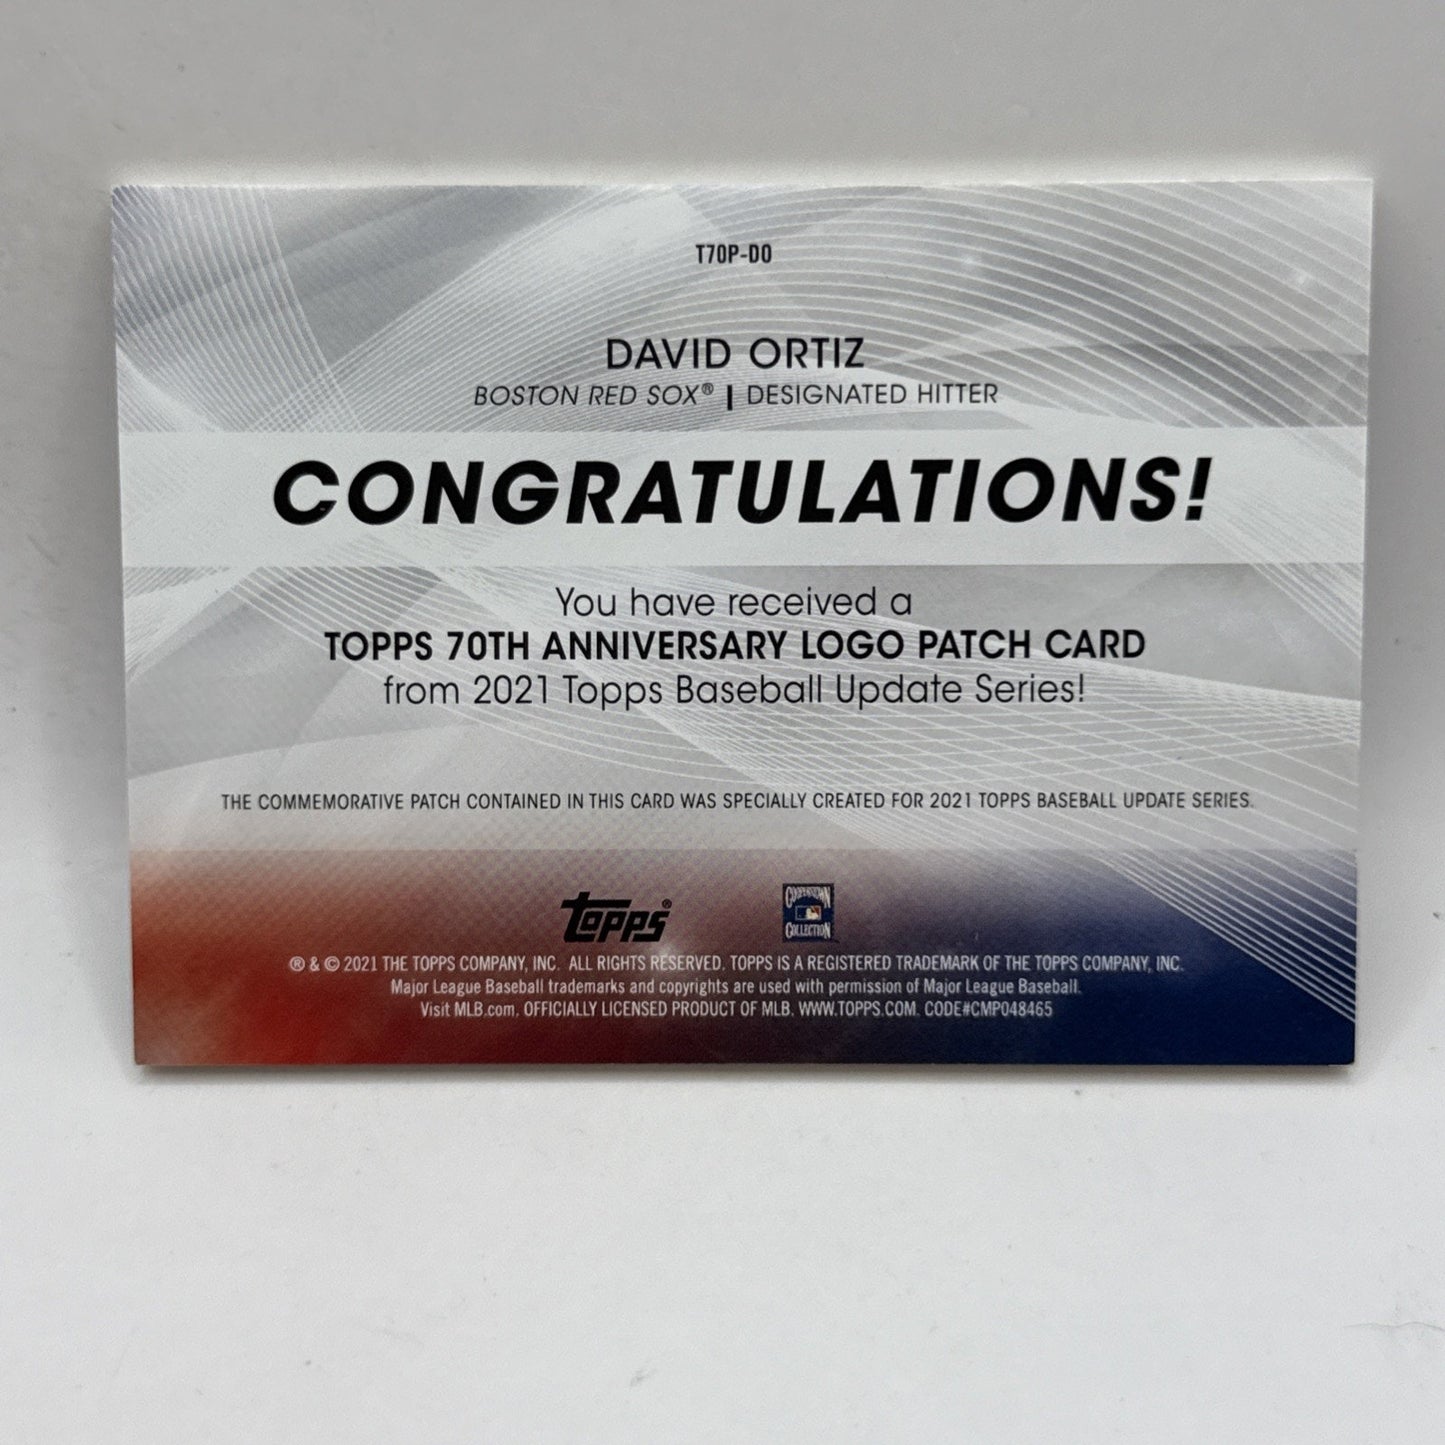 T70P-DO
DAVID ORTIZ
BOSTON RED SOX® | DESIGNATED HITTER
CONGRATULATIONS!
You have received a
TOPPS 70TH ANNIVERSARY LOGO PATCH CARD
from 2021 Topps Baseball Update Series!
THE COMMEMORATIVE PATCH CONTAINED IN THIS CARD WAS SPECIALLY CREATED FOR 2021 TOPPS BASEBALL UPDATE SERIES.
topps®
COOPERSTOWN
COLLECTION
® & © 2021 THE TOPPS COMPANY, INC. ALL RIGHTS RESERVED. TOPPS IS A REGISTERED TRADEMARK OF THE TOPPS COMPANY, INC.
Major League Baseball trademarks and copyrights are used with permission of Major League Baseball.
Visit MLB.com. OFFICIALLY LICENSED PRODUCT OF MLB. WWW.TOPPS.COM. CODE#CMP048465